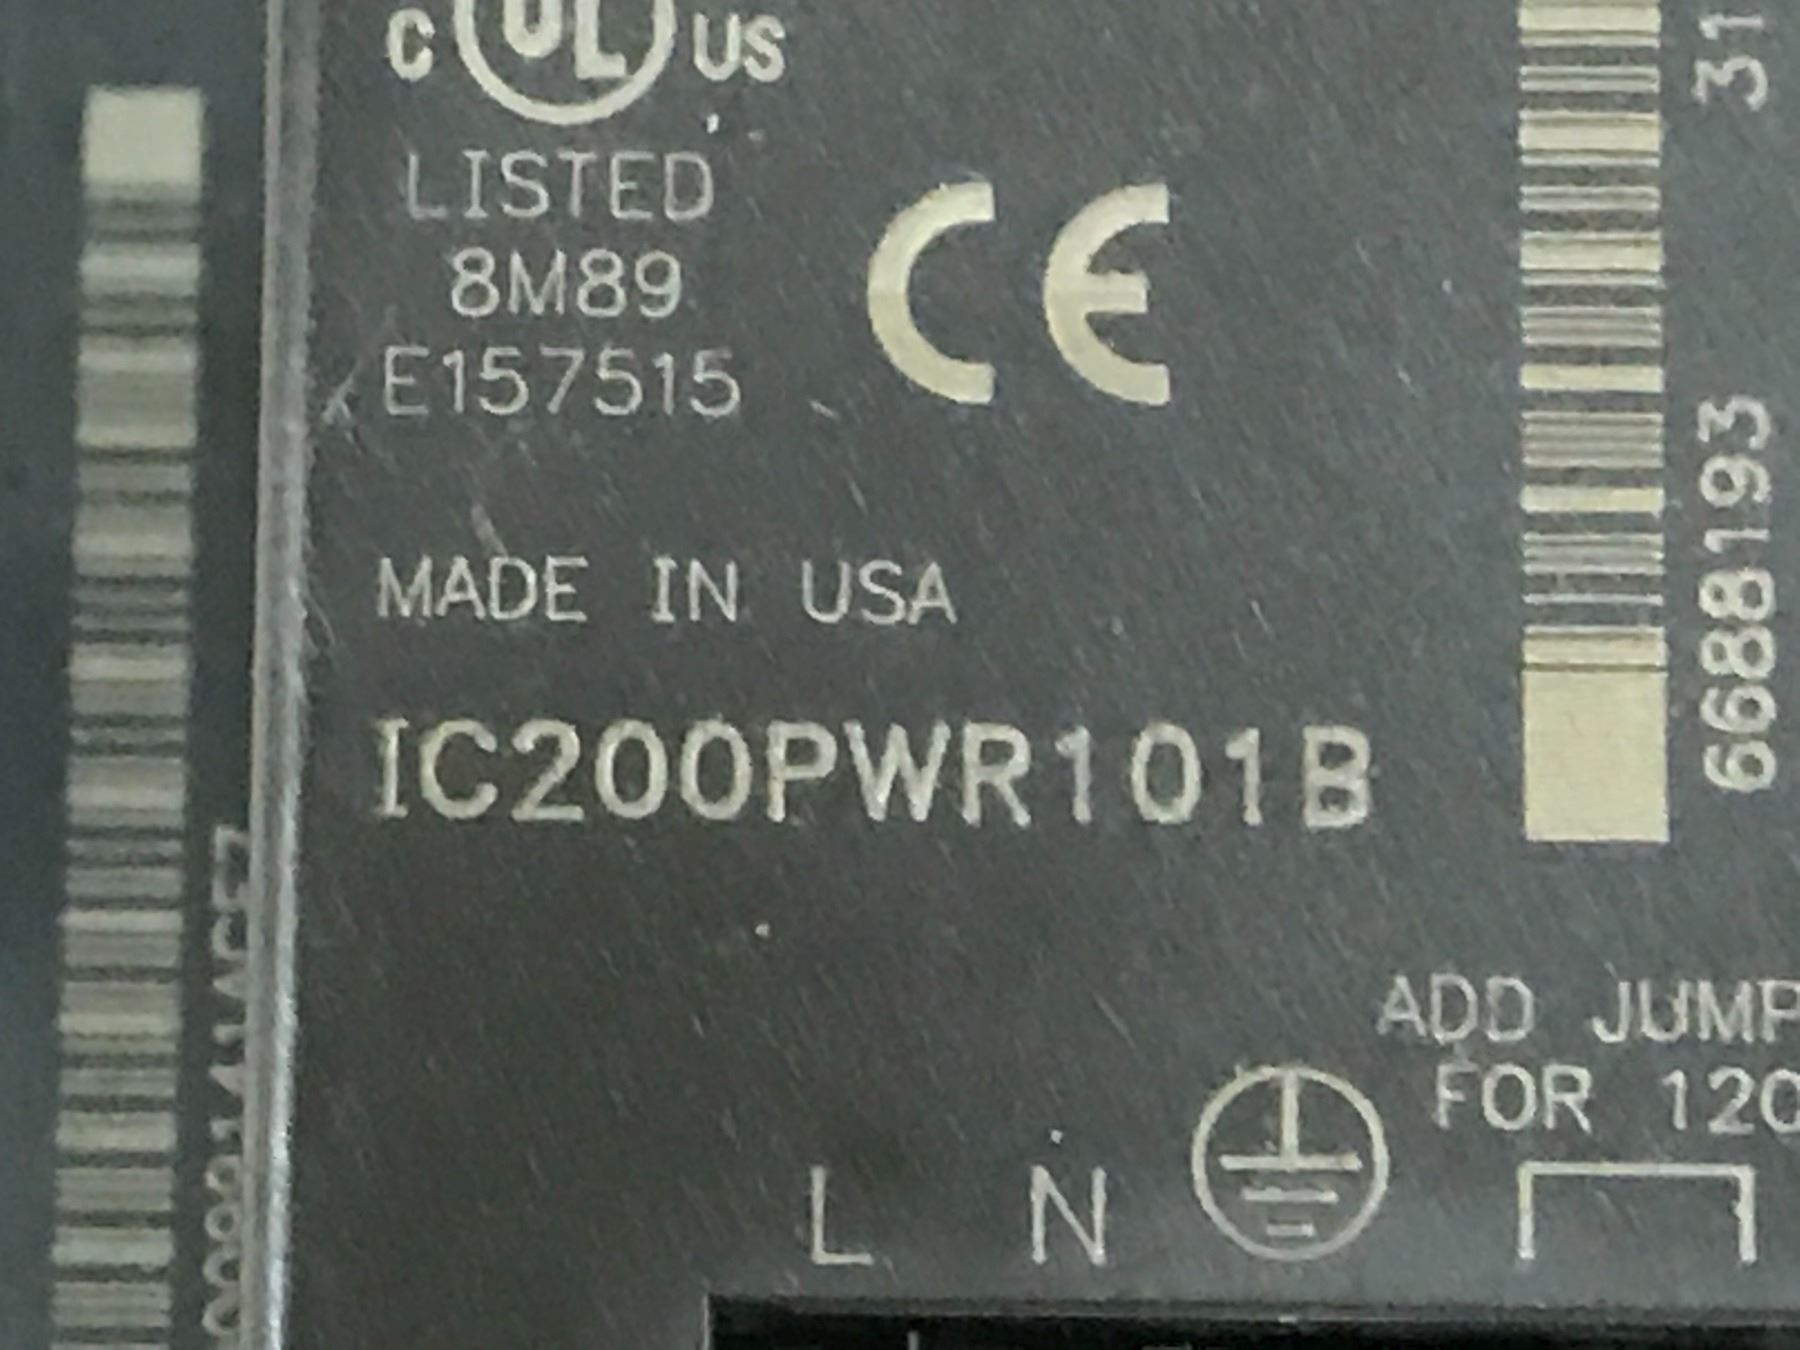 C UL US
LISTED
8M89
E157515
CE
MADE IN USA
IC200PWR101B
31
6688193
ADD JUMP
FOR 120
L N